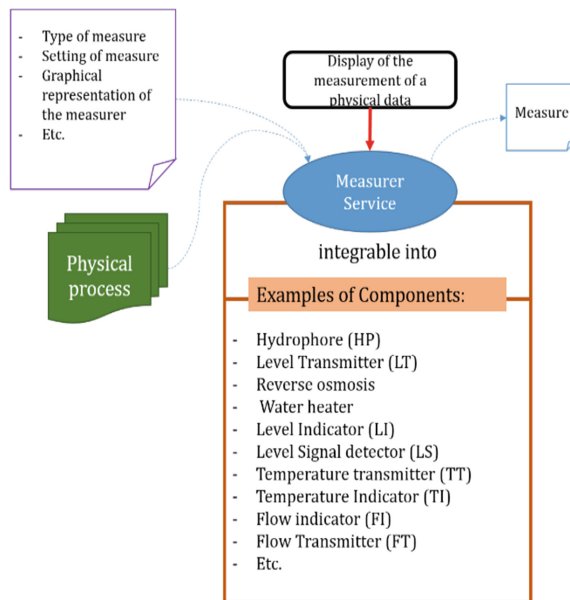 - Type of measure
- Setting of measure
- Graphical
representation of
the measurer
- Etc.
Display of the
measurement of a
physical data
Measure
Measurer
Service
Physical
process
integrable into
Examples of Components:
- Hydrophore (HP)
- Level Transmitter (LT)
- Reverse osmosis
- Water heater
- Level Indicator (LI)
- Level Signal detector (LS)
- Temperature transmitter (TT)
- Temperature Indicator (TI)
- Flow indicator (FI)
- Flow Transmitter (FT)
- Etc.